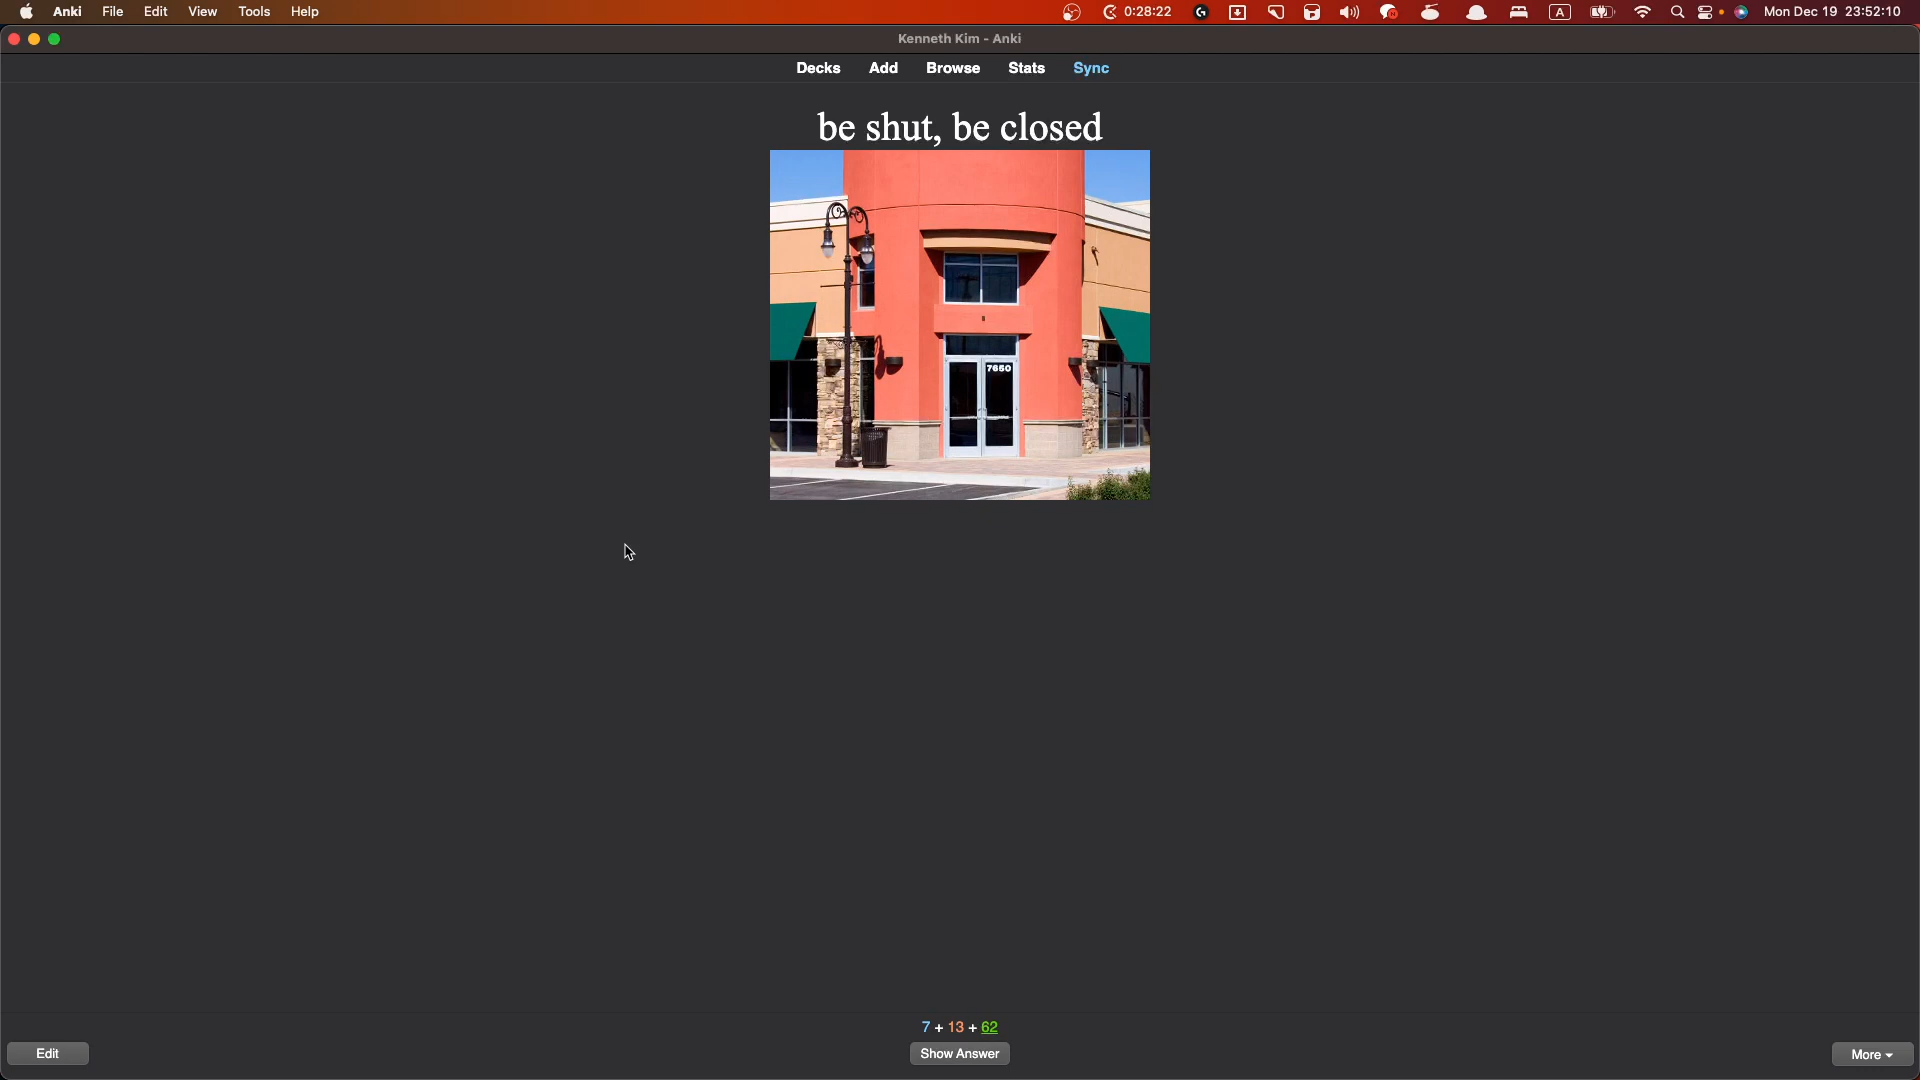 Anki File Edit View Tools Help 0:28:22 A Mon Dec 19 23:52:10
Kenneth Kim - Anki
Decks Add Browse Stats Sync
be shut, be closed
7650
7 + 13 + 62
Edit Show Answer More